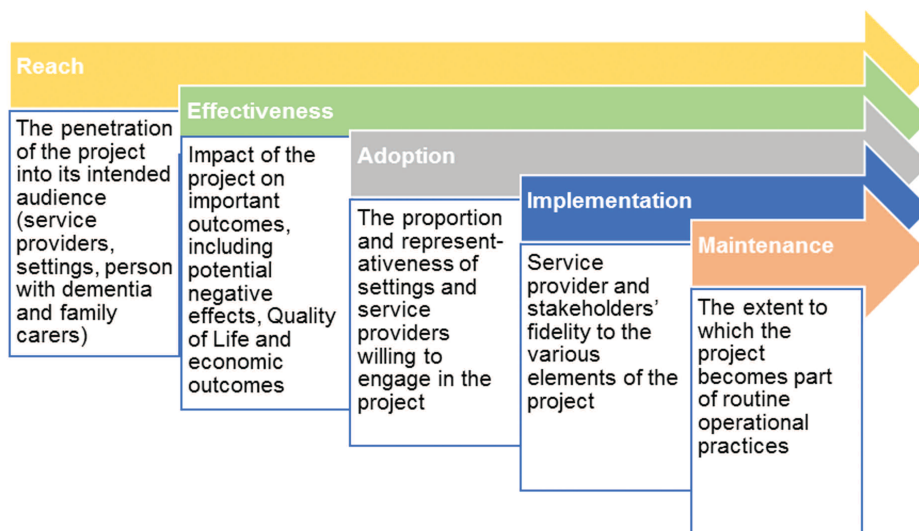 Reach
The penetration
of the project
into its intended
audience
(service
providers,
settings, person
with dementia
and family
carers)
Effectiveness
Impact of the
project on
important
outcomes,
including
potential
negative
effects, Quality
of Life and
economic
outcomes
Adoption
The proportion
and represent-
ativeness of
settings and
service
providers
willing to
engage in the
project
Implementation
Service
provider and
stakeholders’
fidelity to the
various
elements of the
project
Maintenance
The extent to
which the
project
becomes part
of routine
operational
practices